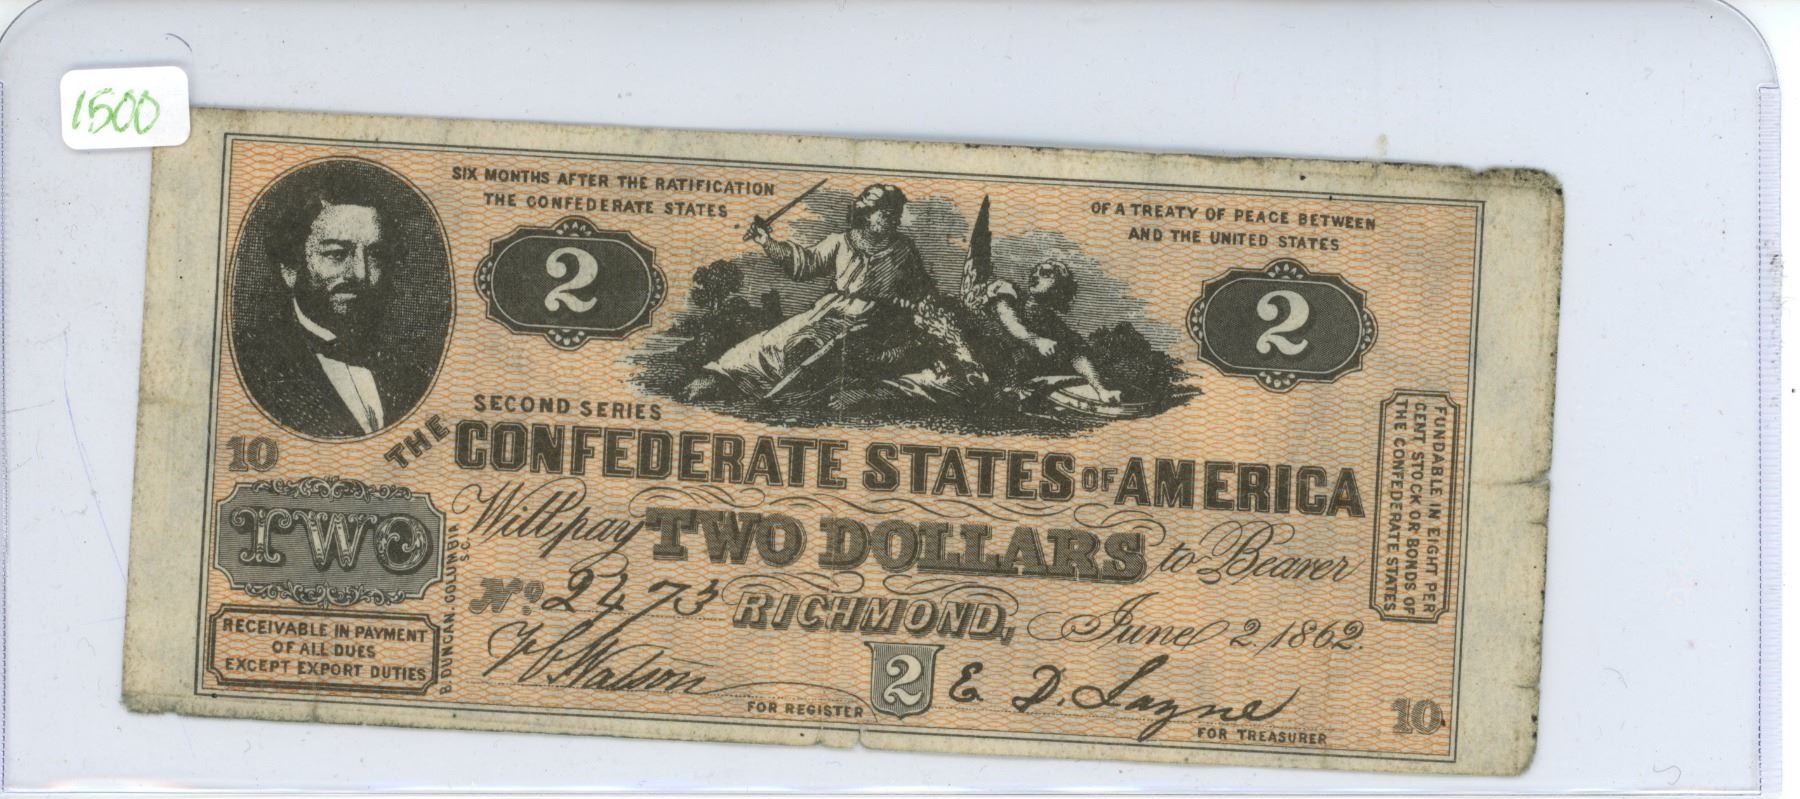 1500
SIX MONTHS AFTER THE RATIFICATION
THE CONFEDERATE STATES
OF A TREATY OF PEACE BETWEEN
AND THE UNITED STATES
2
2
SECOND SERIES
10
THE CONFEDERATE STATES OF AMERICA
TWO
Will pay TWO DOLLARS to Bearer
No. 2473 RICHMOND, June 2. 1862.
RECEIVABLE IN PAYMENT
OF ALL DUES
EXCEPT EXPORT DUTIES
B. DUNCAN. COLUMBIA
S.C.
Watson
FOR REGISTER
2
E. D. Layne
FOR TREASURER
10
FUNDABLE IN EIGHT PER
CENT STOCK OR BONDS OF
THE CONFEDERATE STATES